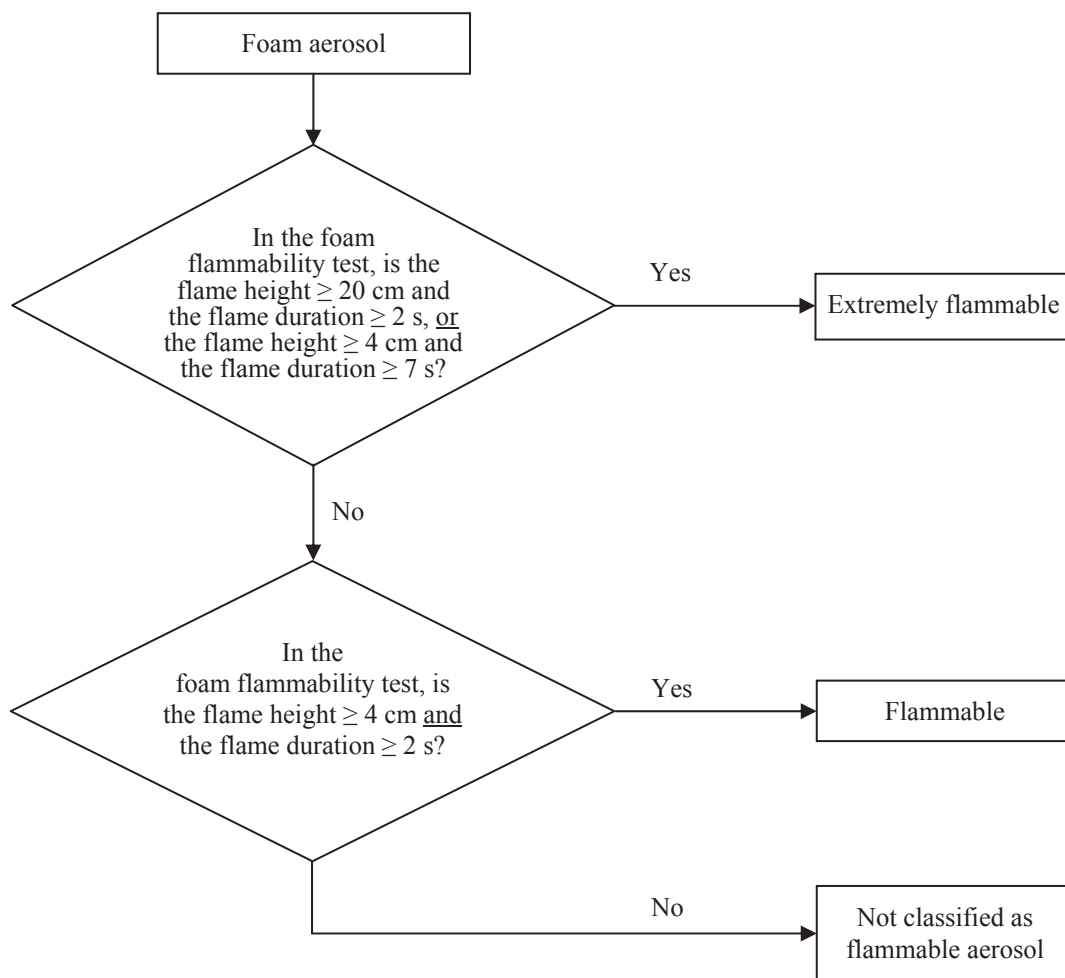 Foam aerosol
In the foam
flammability test, is the
flame height ≥ 20 cm and
the flame duration ≥ 2 s, or
the flame height ≥ 4 cm and
the flame duration ≥ 7 s?
Yes
Extremely flammable
No
In the
foam flammability test, is
the flame height ≥ 4 cm and
the flame duration ≥ 2 s?
Yes
Flammable
No
Not classified as
flammable aerosol